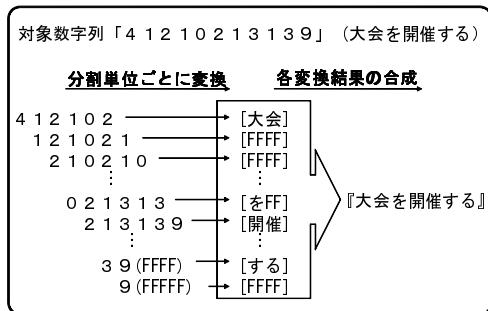 対象数字列「４１２１０２１３１３９」（大会を開催する）
分割単位ごとに変換 各変換結果の合成
４１２１０２ [大会]
１２１０２１ [FFFF]
２１０２１０ [FFFF]
⋮ ⋮
０２１３１３ [をFF]
２１３１３９ [開催]
⋮ ⋮
３９(FFFF) [する]
９(FFFFF) [FFFF]
『大会を開催する』